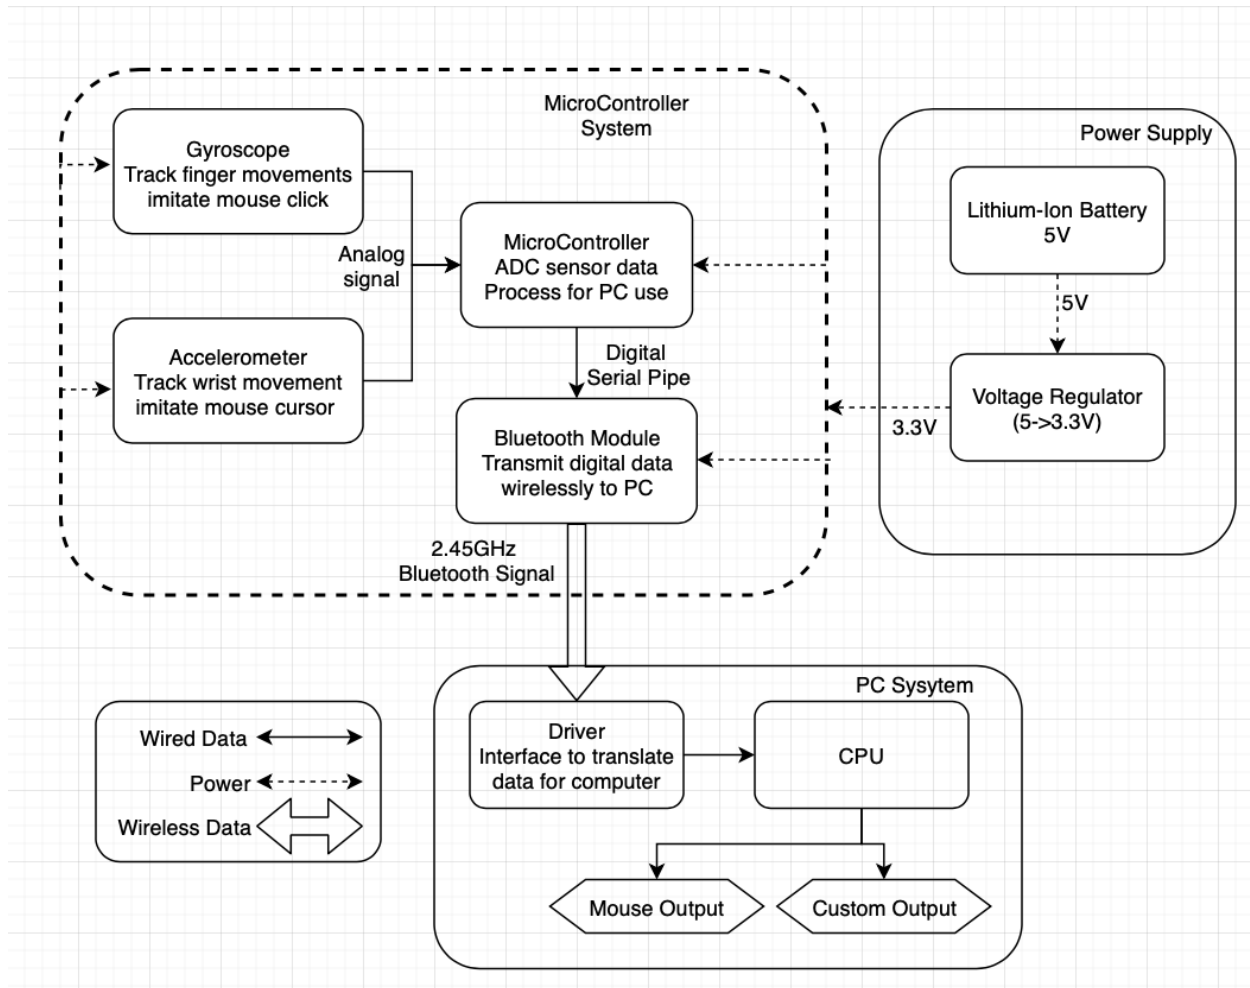 MicroController
System
Gyroscope
Track finger movements
imitate mouse click
Analog
signal
MicroController
ADC sensor data
Process for PC use
Accelerometer
Track wrist movement
imitate mouse cursor
Digital
Serial Pipe
Bluetooth Module
Transmit digital data
wirelessly to PC
2.45GHz
Bluetooth Signal
Power Supply
Lithium-Ion Battery
5V
5V
Voltage Regulator
(5->3.3V)
3.3V
PC Sysytem
Driver
Interface to translate
data for computer
CPU
Mouse Output
Custom Output
Wired Data
Power
Wireless Data